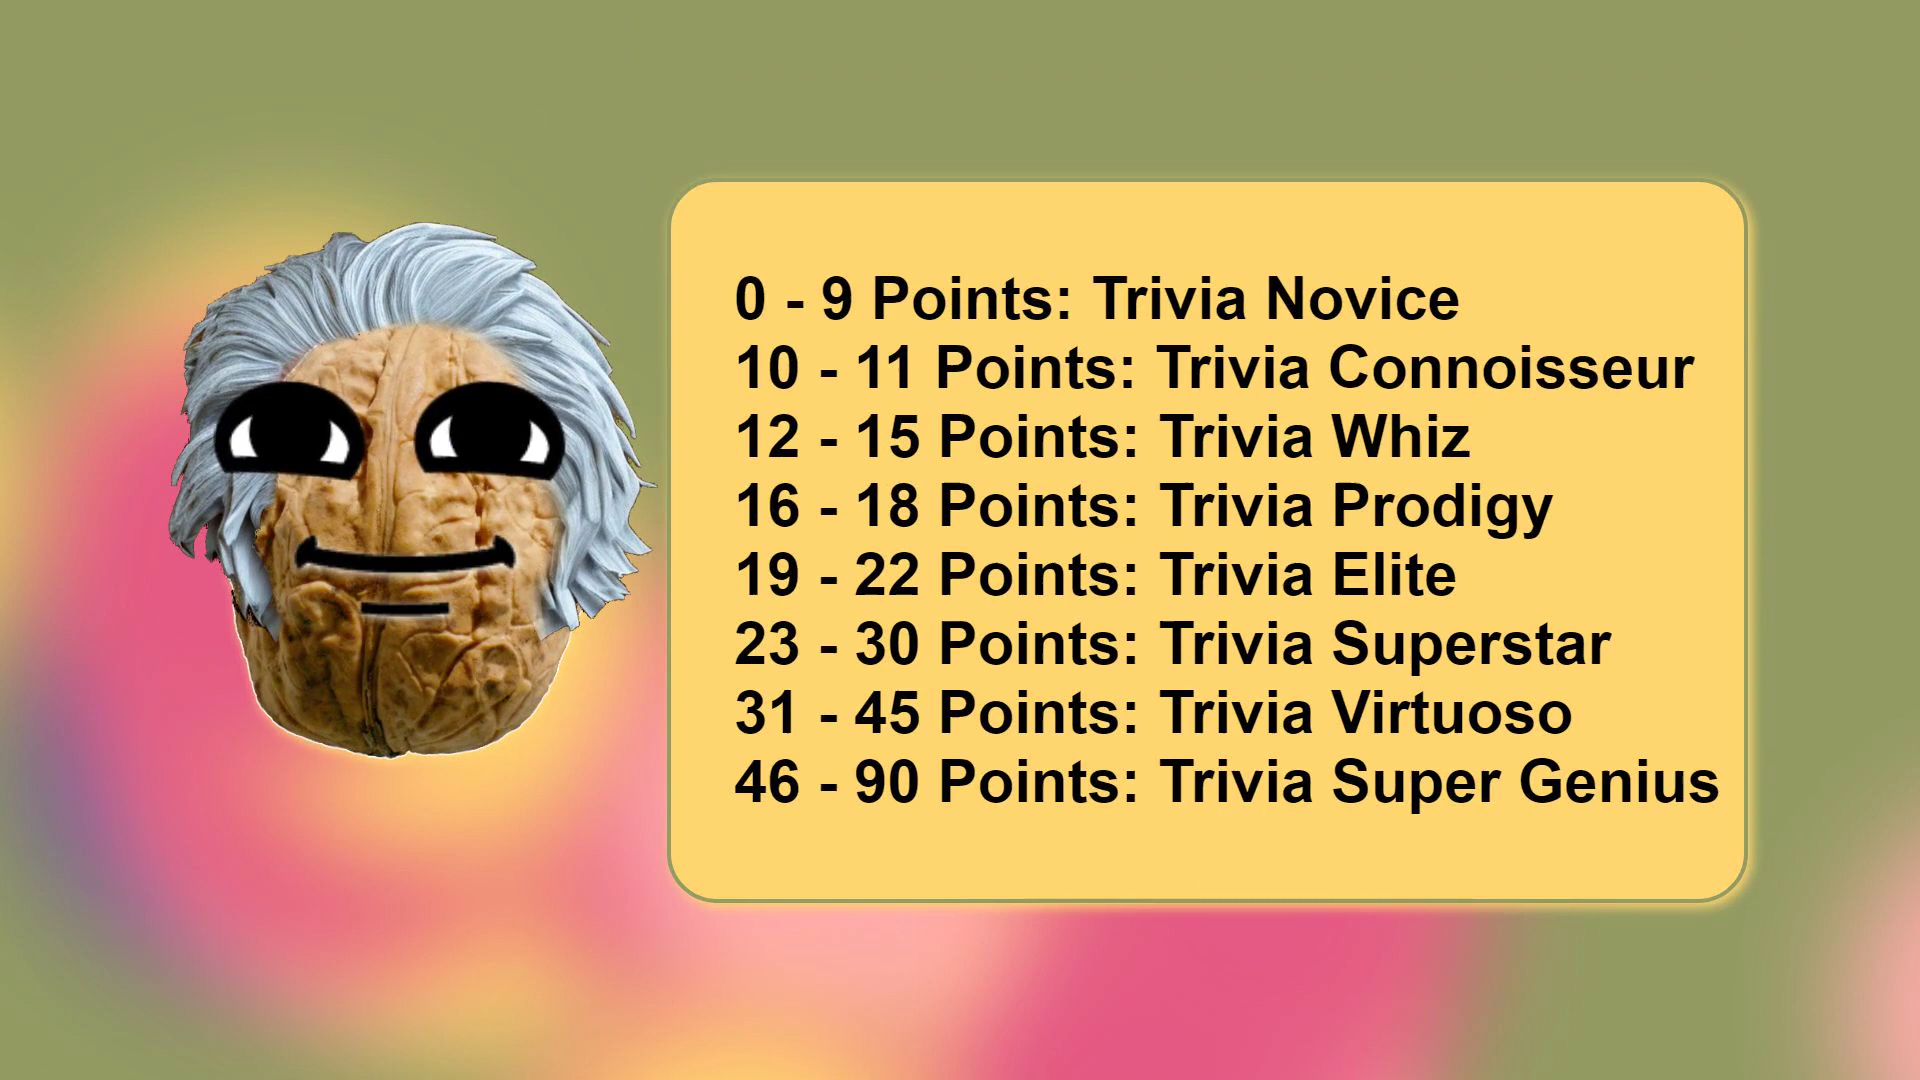 0 - 9 Points: Trivia Novice
10 - 11 Points: Trivia Connoisseur
12 - 15 Points: Trivia Whiz
16 - 18 Points: Trivia Prodigy
19 - 22 Points: Trivia Elite
23 - 30 Points: Trivia Superstar
31 - 45 Points: Trivia Virtuoso
46 - 90 Points: Trivia Super Genius